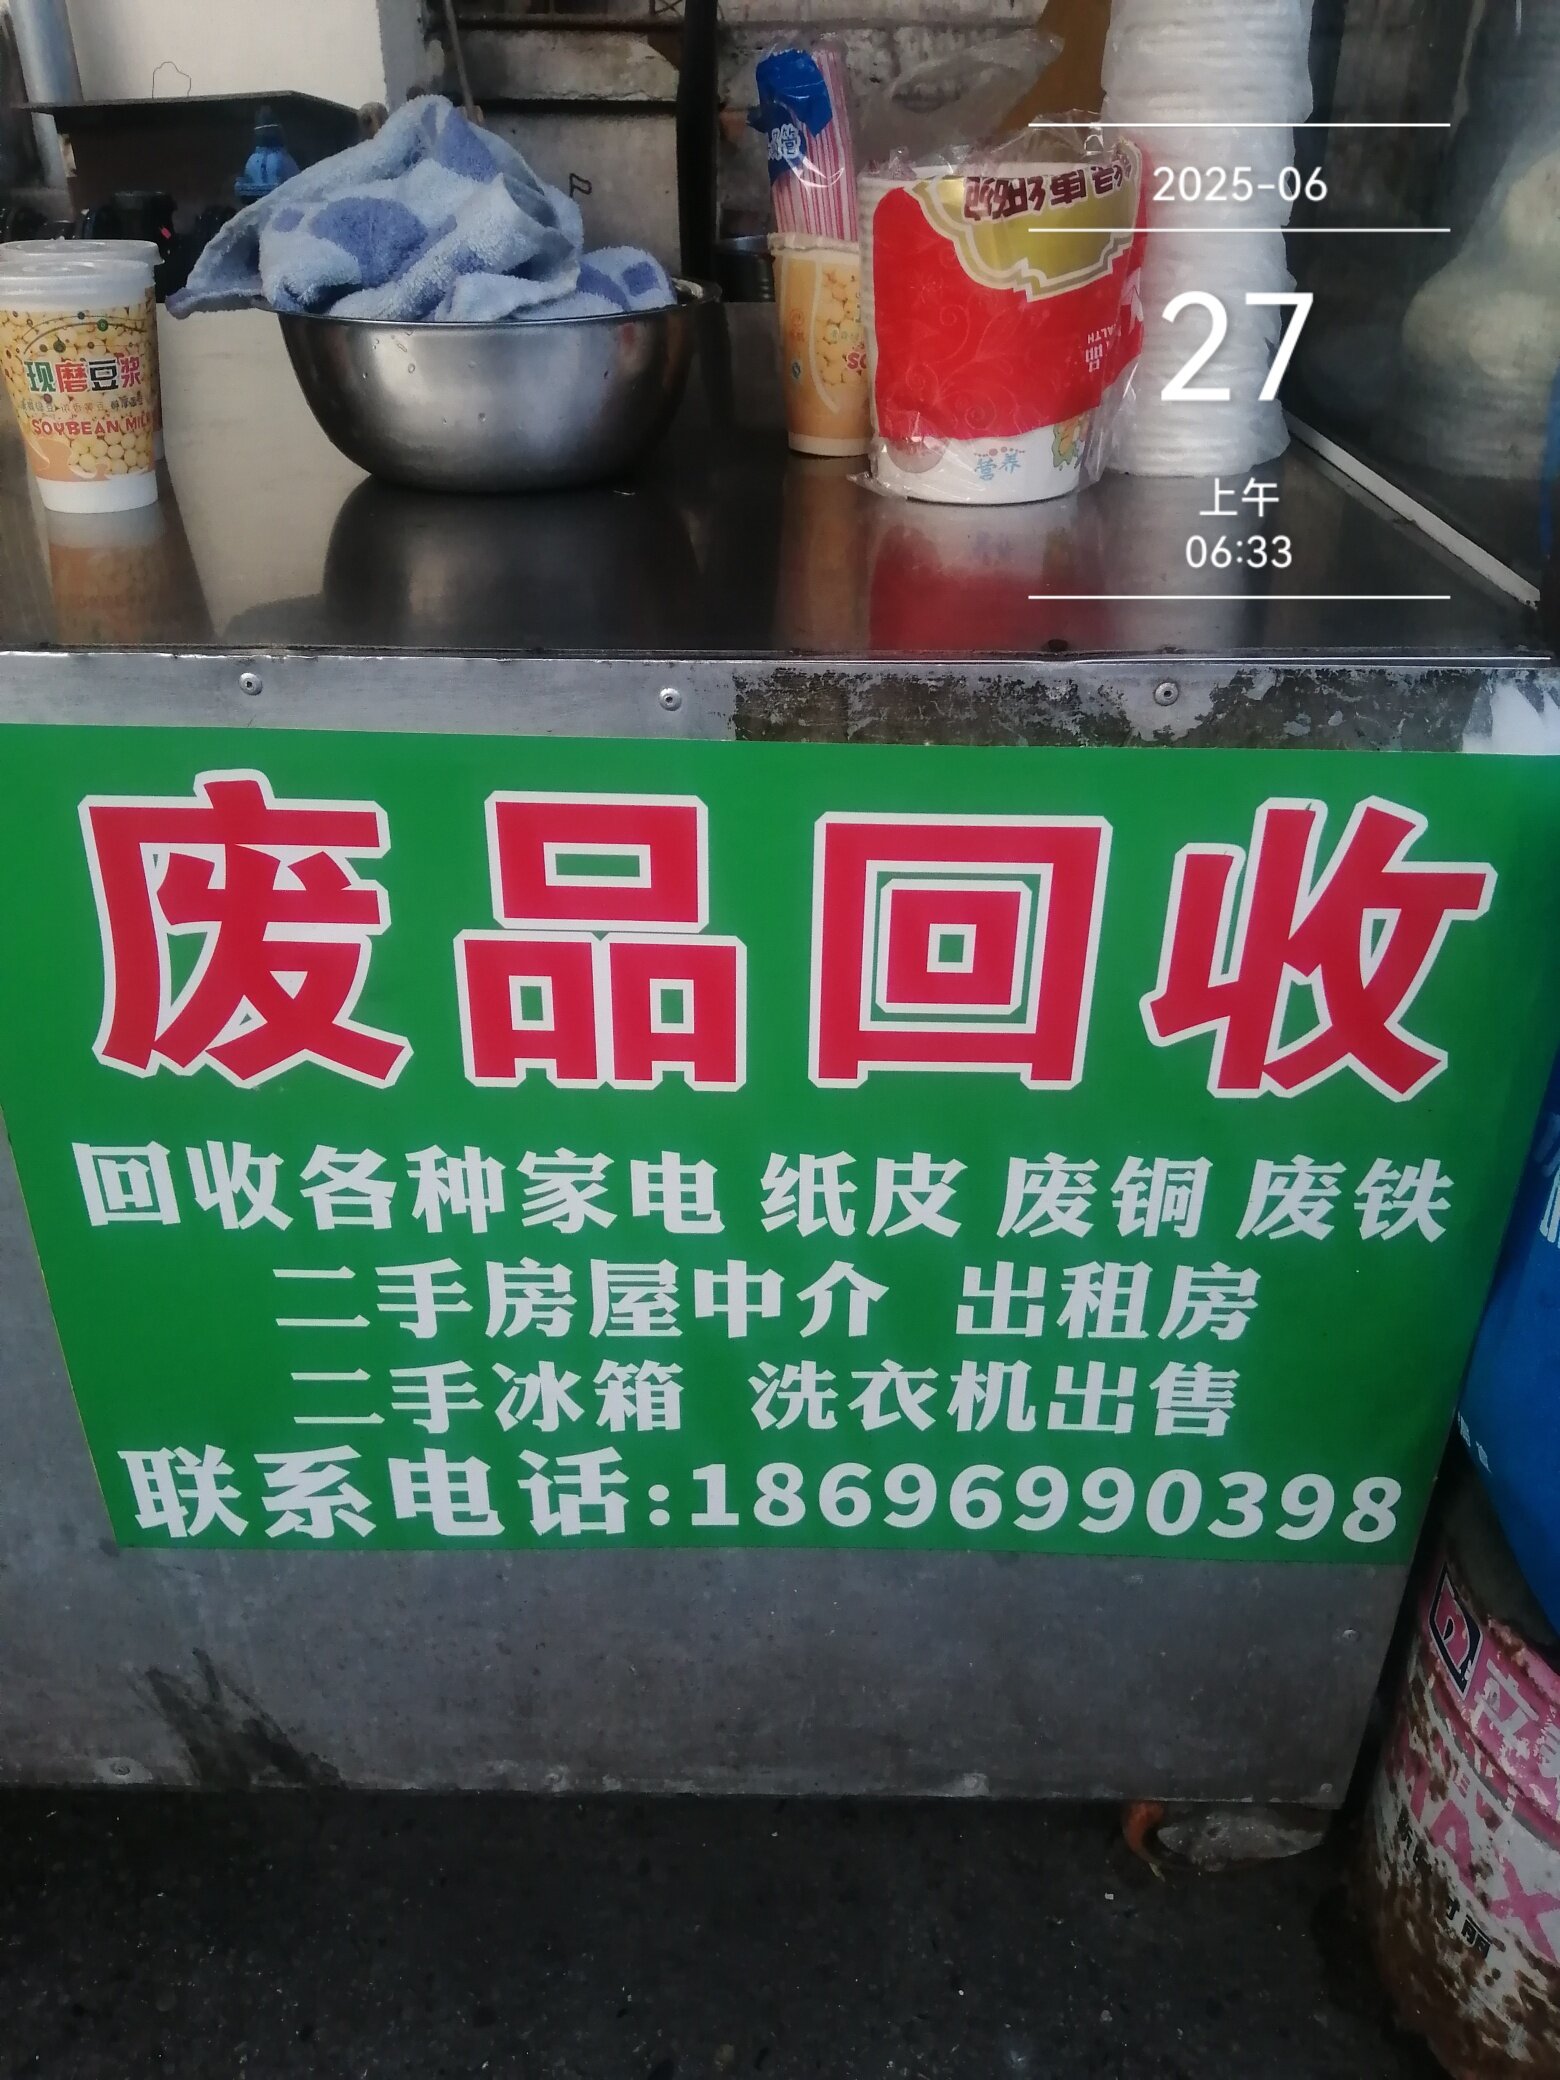 2025-06
27
上午
06:33
现磨豆浆
SOYBEAN MILK
营养
废品回收
回收各种家电 纸皮 废铜 废铁
二手房屋中介 出租房
二手冰箱 洗衣机出售
联系电话:18696990398